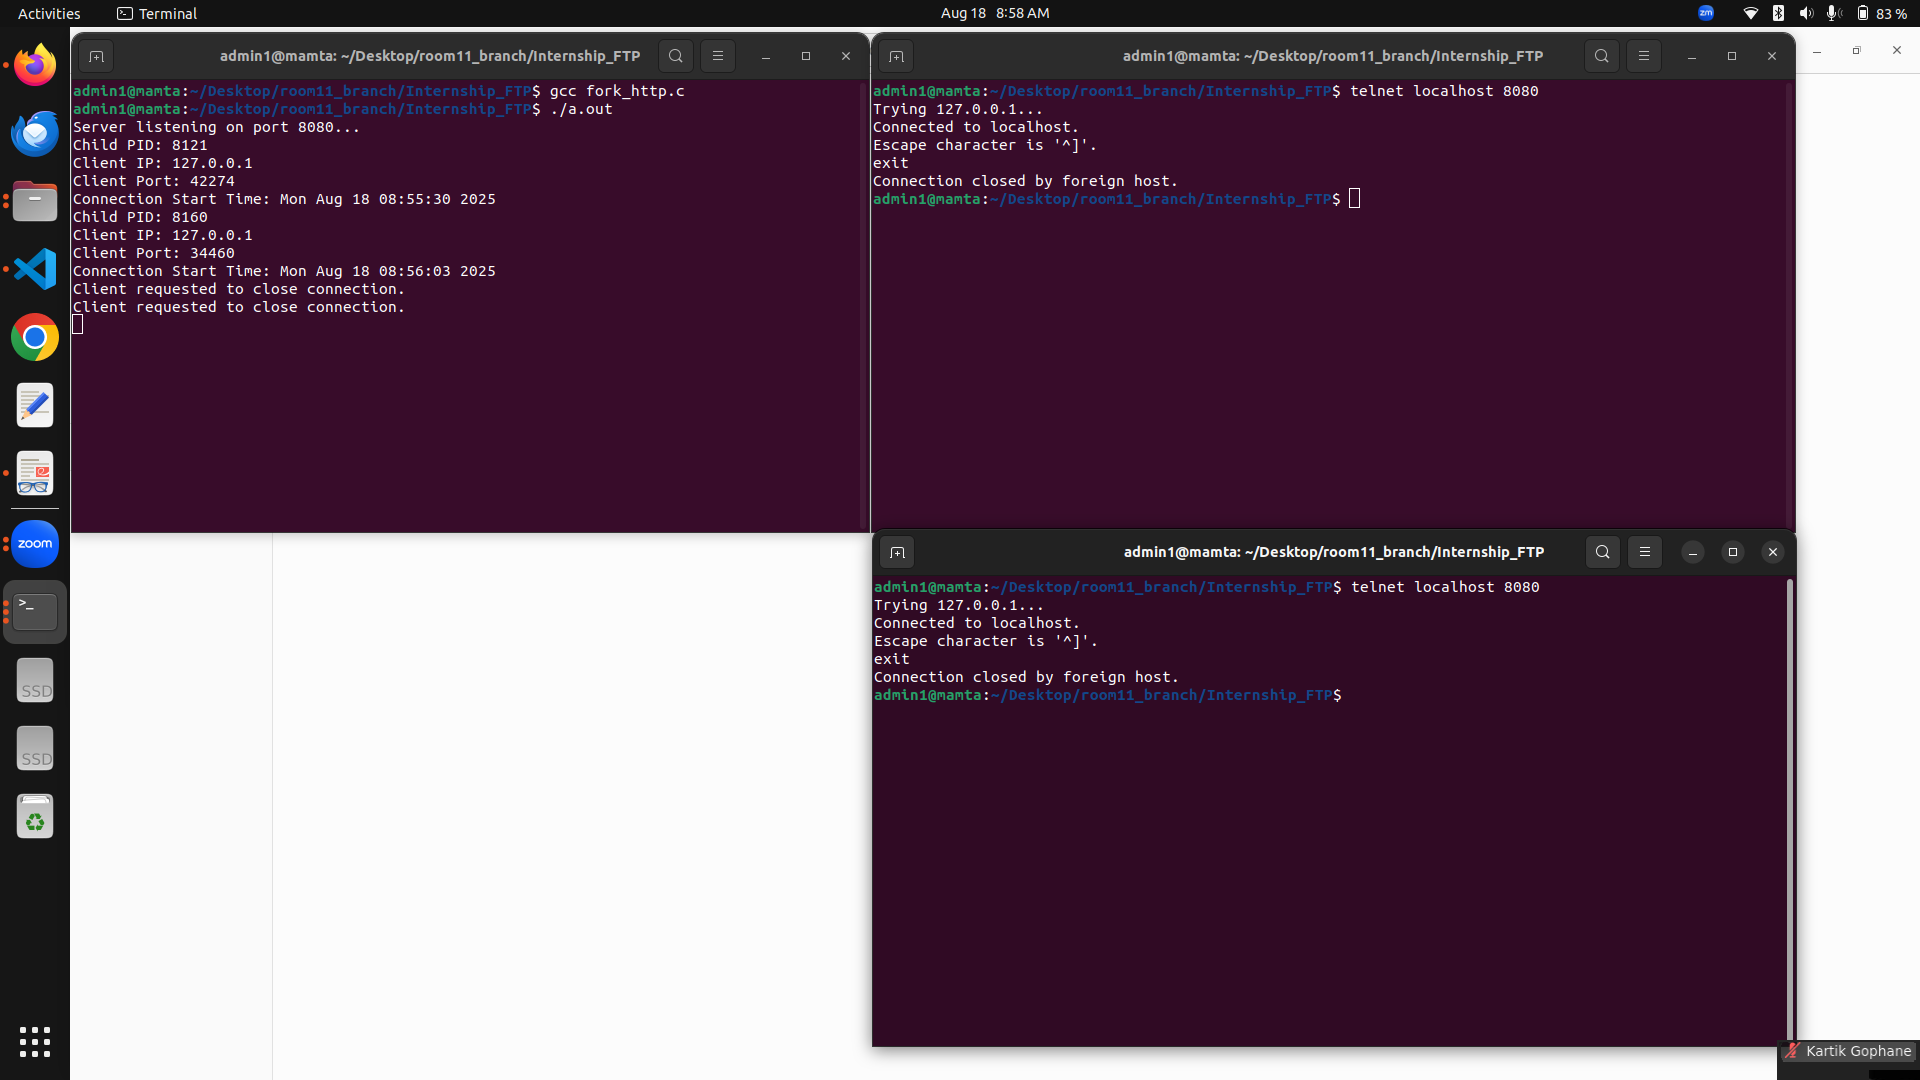 Activities
Terminal
Aug 18 8:58 AM
zm
83 %
admin1@mamta: ~/Desktop/room11_branch/Internship_FTP
admin1@mamta:~/Desktop/room11_branch/Internship_FTP$ gcc fork_http.c
admin1@mamta:~/Desktop/room11_branch/Internship_FTP$ ./a.out
Server listening on port 8080...
Child PID: 8121
Client IP: 127.0.0.1
Client Port: 42274
Connection Start Time: Mon Aug 18 08:55:30 2025
Child PID: 8160
Client IP: 127.0.0.1
Client Port: 34460
Connection Start Time: Mon Aug 18 08:56:03 2025
Client requested to close connection.
Client requested to close connection.
admin1@mamta: ~/Desktop/room11_branch/Internship_FTP
admin1@mamta:~/Desktop/room11_branch/Internship_FTP$ telnet localhost 8080
Trying 127.0.0.1...
Connected to localhost.
Escape character is '^]'.
exit
Connection closed by foreign host.
admin1@mamta:~/Desktop/room11_branch/Internship_FTP$
admin1@mamta: ~/Desktop/room11_branch/Internship_FTP
admin1@mamta:~/Desktop/room11_branch/Internship_FTP$ telnet localhost 8080
Trying 127.0.0.1...
Connected to localhost.
Escape character is '^]'.
exit
Connection closed by foreign host.
admin1@mamta:~/Desktop/room11_branch/Internship_FTP$
zoom
>_
SSD
SSD
Kartik Gophane